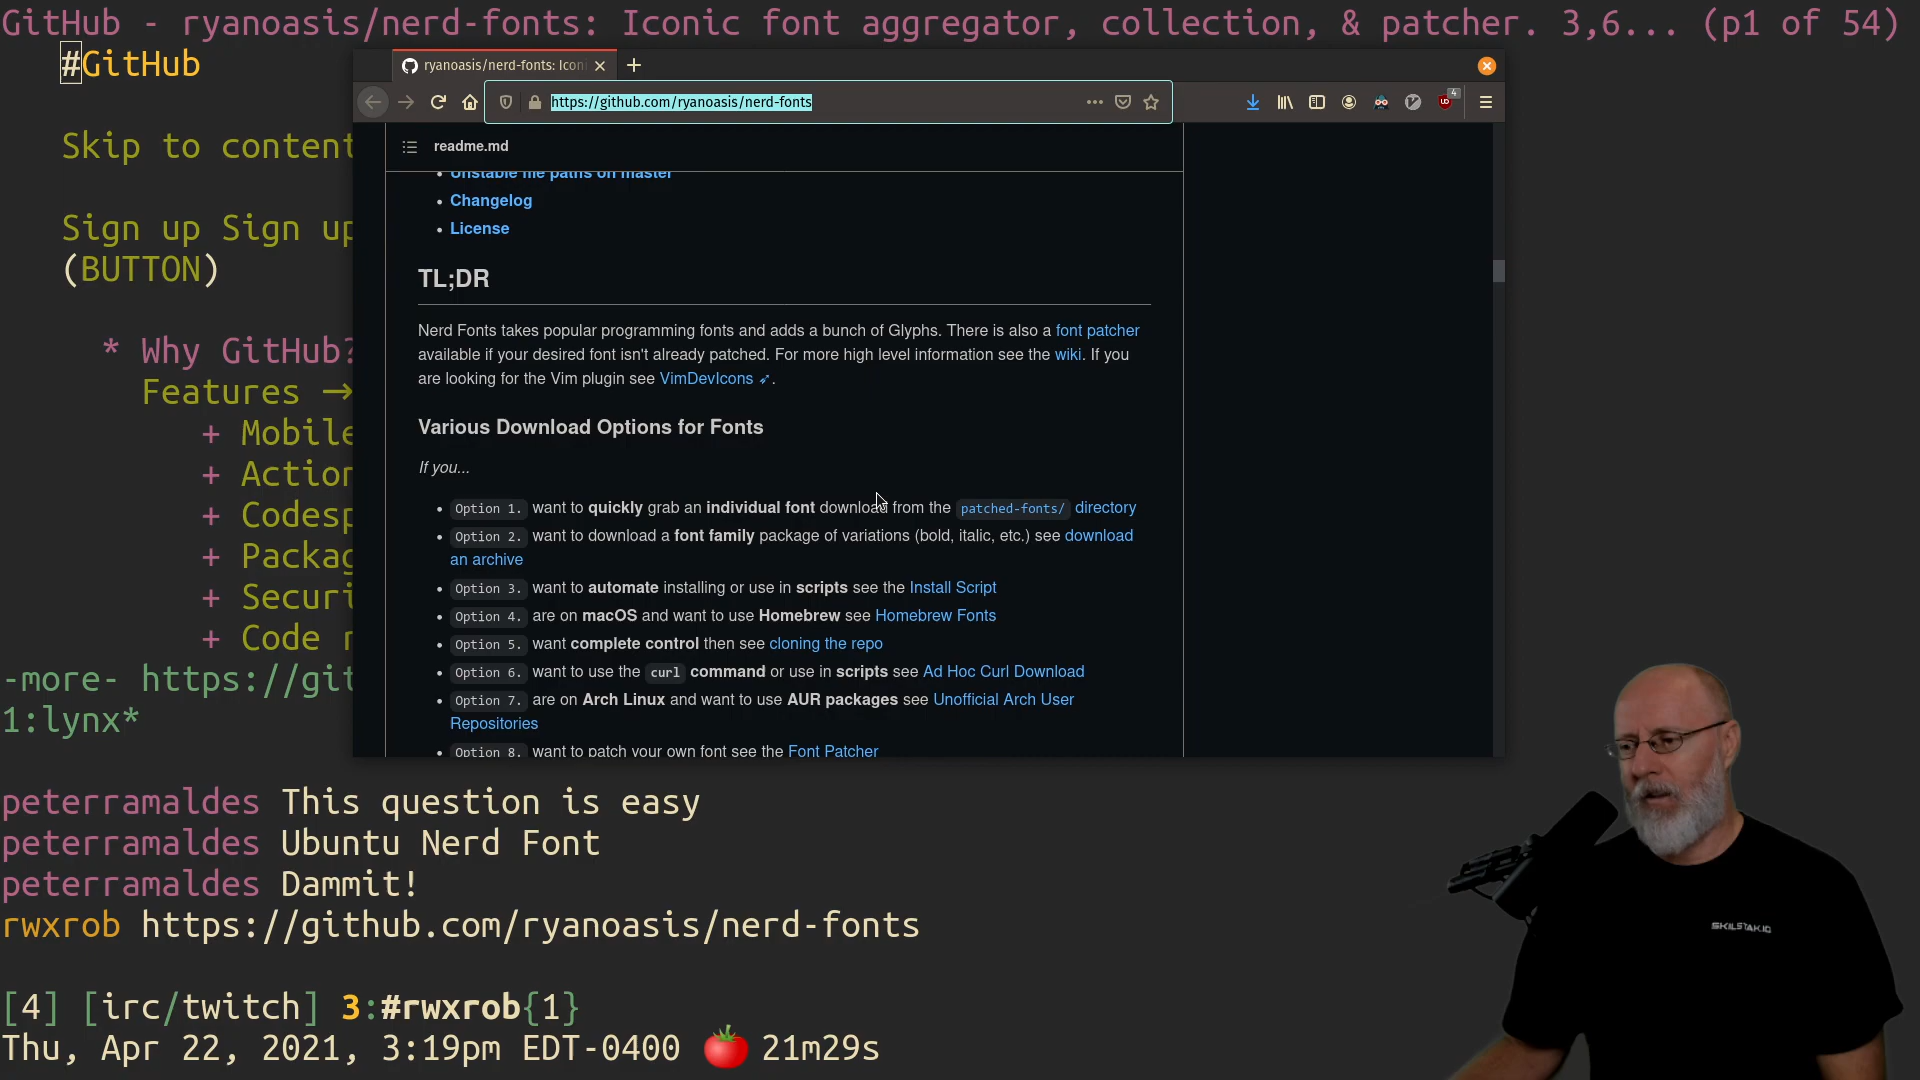 GitHub - ryanoasis/nerd-fonts: Iconic font aggregator, collection, & patcher. 3,6... (p1 of 54)
#GitHub
Skip to content
Sign up Sign up
(BUTTON)
* Why GitHub?
Features →
+ Mobile
+ Action
+ Codesp
+ Packag
+ Securi
+ Code r
-more- https://git
1:lynx*
ryanoasis/nerd-fonts: Iconi
https://github.com/ryanoasis/nerd-fonts
4
readme.md
Unstable file paths on master
Changelog
License
TL;DR
Nerd Fonts takes popular programming fonts and adds a bunch of Glyphs. There is also a font patcher
available if your desired font isn't already patched. For more high level information see the wiki. If you
are looking for the Vim plugin see VimDevIcons ➶.
Various Download Options for Fonts
If you...
Option 1. want to quickly grab an individual font download from the patched-fonts/ directory
Option 2. want to download a font family package of variations (bold, italic, etc.) see download
an archive
Option 3. want to automate installing or use in scripts see the Install Script
Option 4. are on macOS and want to use Homebrew see Homebrew Fonts
Option 5. want complete control then see cloning the repo
Option 6. want to use the curl command or use in scripts see Ad Hoc Curl Download
Option 7. are on Arch Linux and want to use AUR packages see Unofficial Arch User
Repositories
Option 8. want to patch your own font see the Font Patcher
peterramaldes This question is easy
peterramaldes Ubuntu Nerd Font
peterramaldes Dammit!
rwxrob https://github.com/ryanoasis/nerd-fonts
[4] [irc/twitch] 3:#rwxrob{1}
Thu, Apr 22, 2021, 3:19pm EDT-0400 🍅 21m29s
SKILSTAK.IO